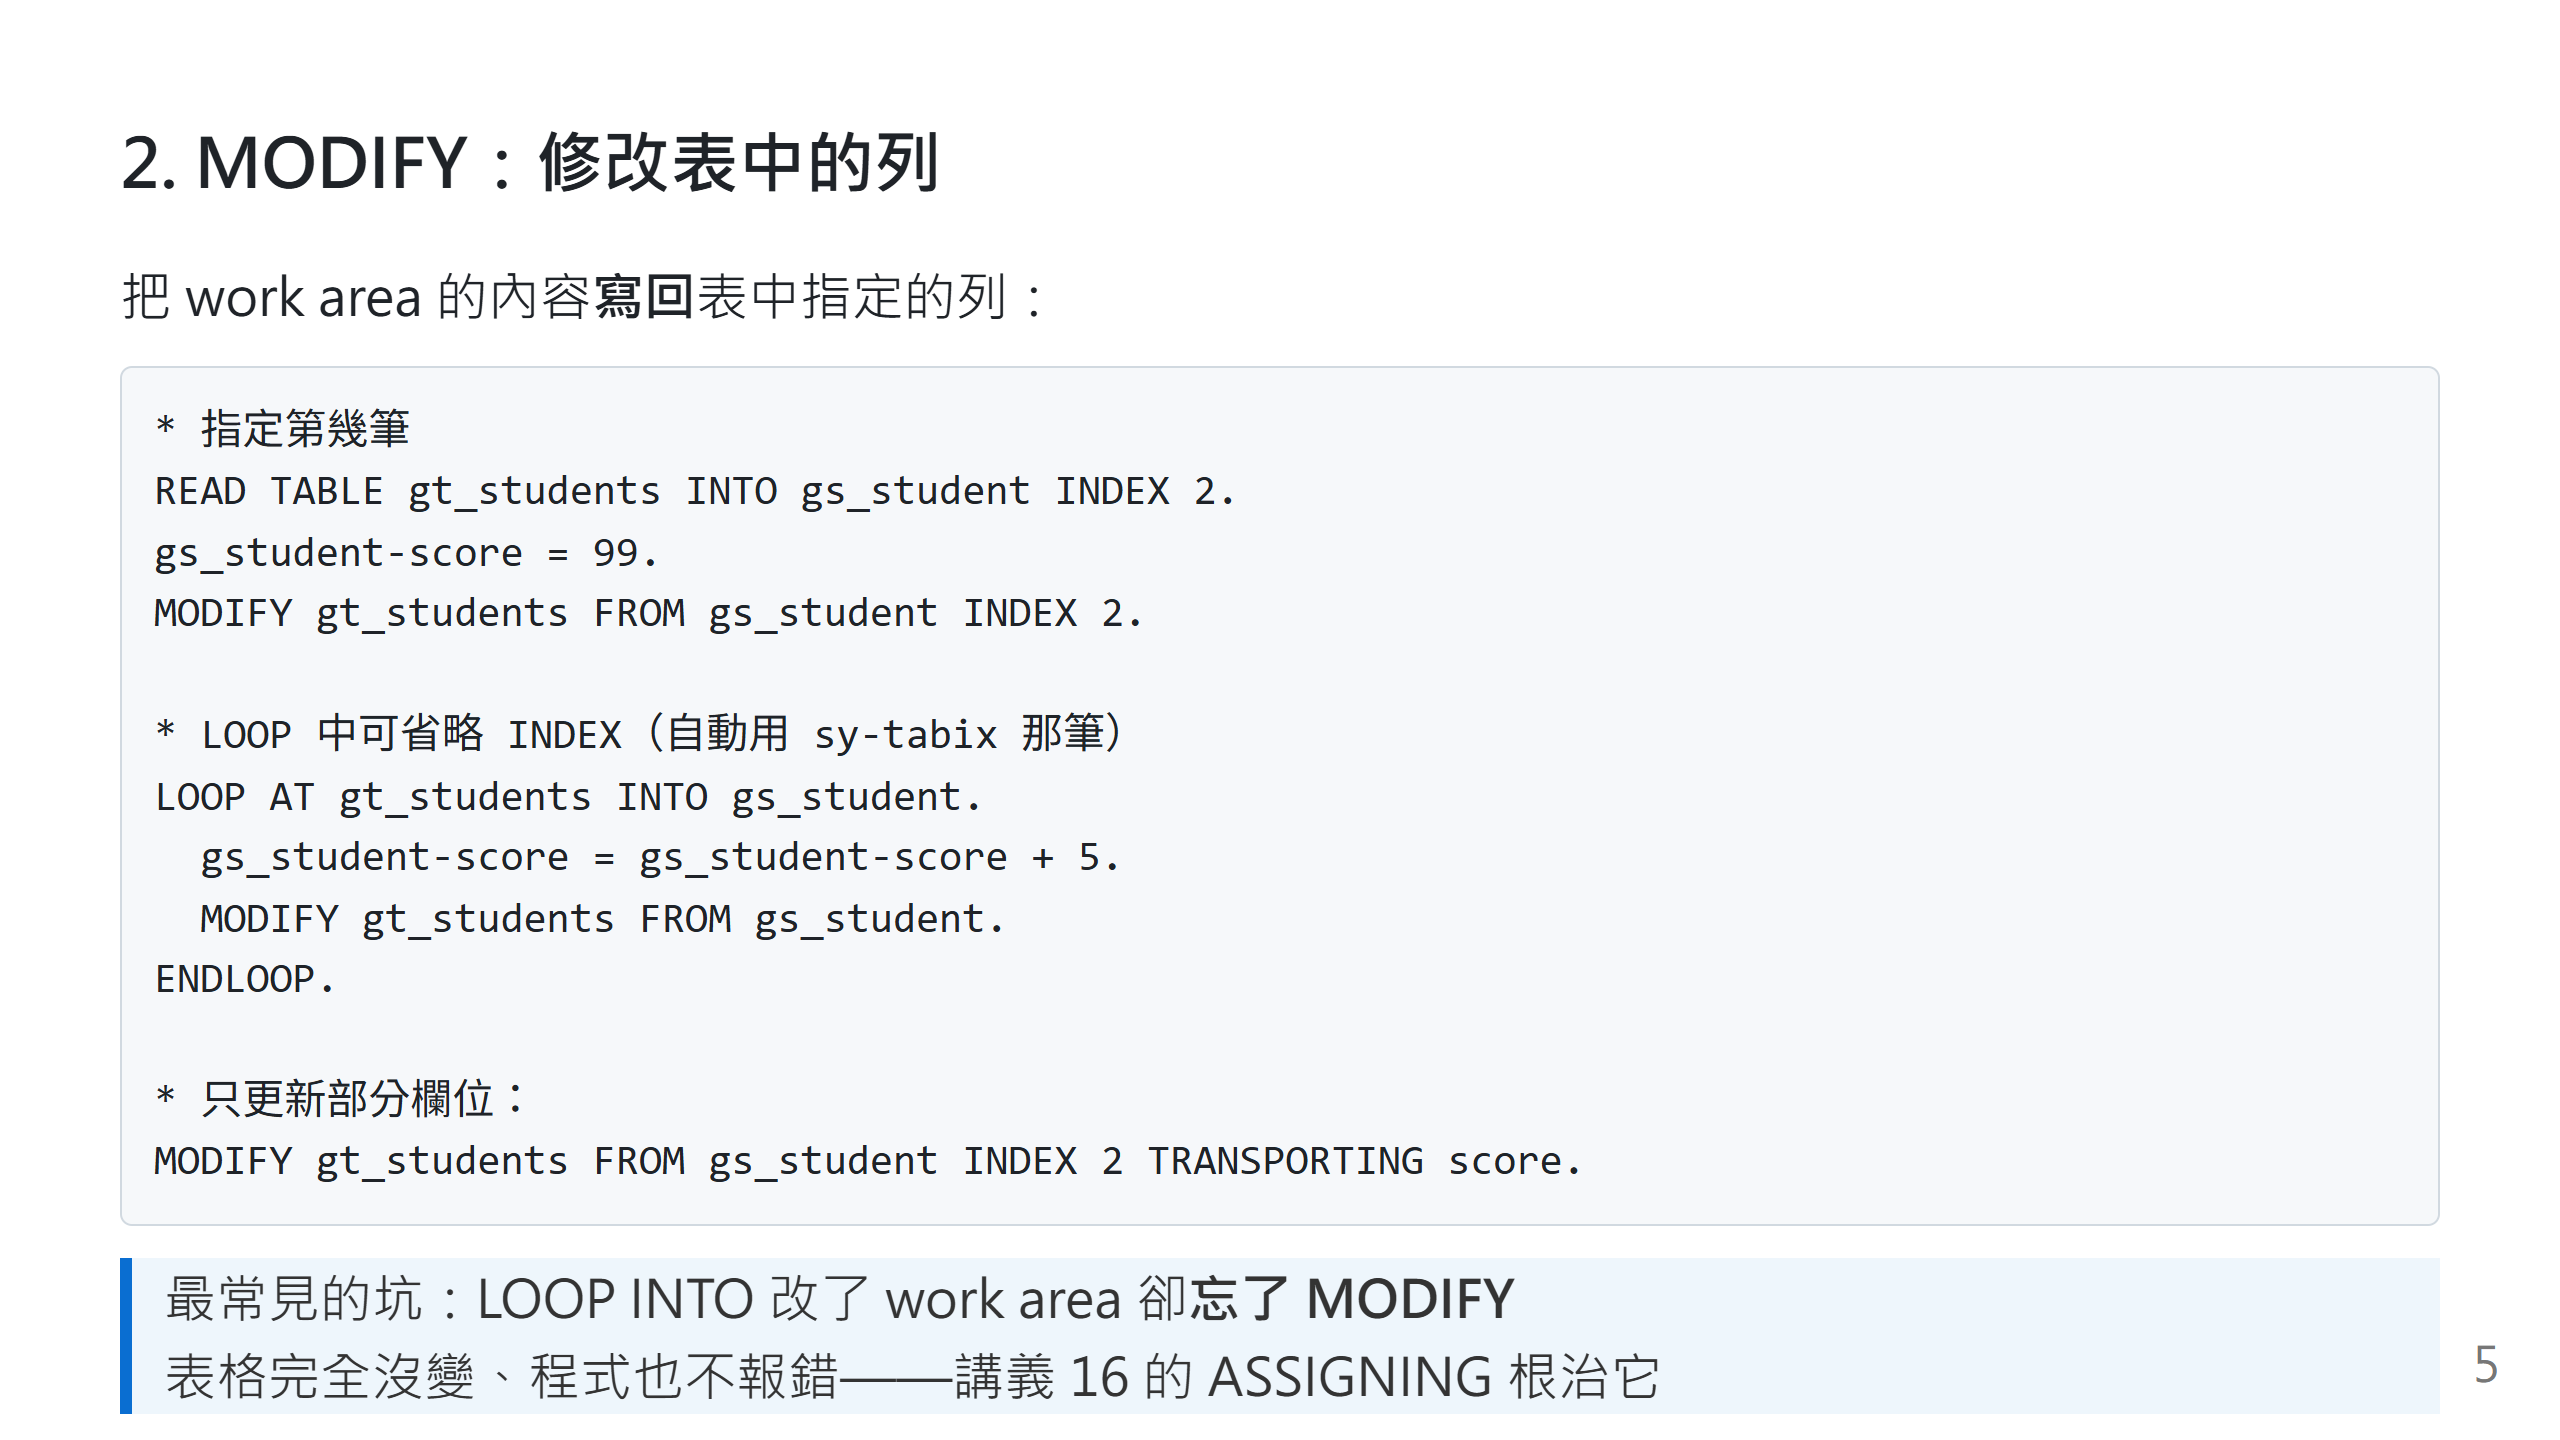 2. MODIFY：修改表中的列
把 work area 的內容寫回表中指定的列：
* 指定第幾筆
READ TABLE gt_students INTO gs_student INDEX 2.
gs_student-score = 99.
MODIFY gt_students FROM gs_student INDEX 2.
* LOOP 中可省略 INDEX（自動用 sy-tabix 那筆）
LOOP AT gt_students INTO gs_student.
  gs_student-score = gs_student-score + 5.
  MODIFY gt_students FROM gs_student.
ENDLOOP.
* 只更新部分欄位：
MODIFY gt_students FROM gs_student INDEX 2 TRANSPORTING score.
最常見的坑：LOOP INTO 改了 work area 卻忘了 MODIFY
表格完全沒變、程式也不報錯——講義 16 的 ASSIGNING 根治它
5